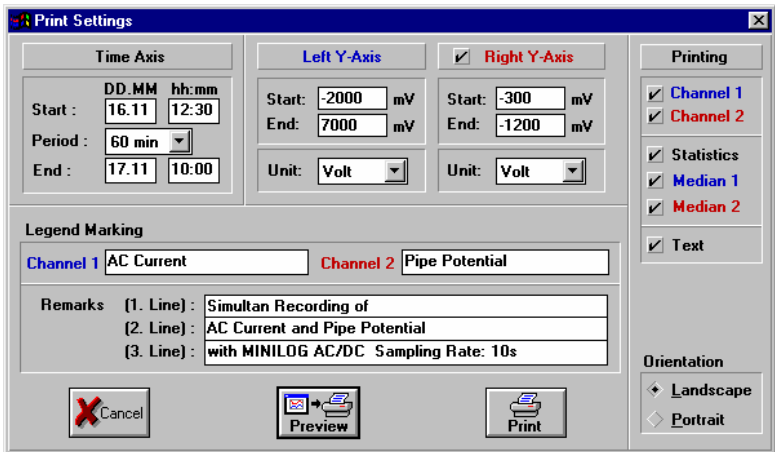 Print Settings
Time Axis
DD.MM hh:mm
Start : 16.11 12:30
Period : 60 min
End : 17.11 10:00
Left Y-Axis
Start: -2000 mV
End: 7000 mV
Unit: Volt
Right Y-Axis
Start: -300 mV
End: -1200 mV
Unit: Volt
Printing
Channel 1
Channel 2
Statistics
Median 1
Median 2
Text
Legend Marking
Channel 1 AC Current Channel 2 Pipe Potential
Remarks (1. Line) : Simultan Recording of
(2. Line) : AC Current and Pipe Potential
(3. Line) : with MINILOG AC/DC Sampling Rate: 10s
Orientation
Landscape
Portrait
Cancel
Preview
Print